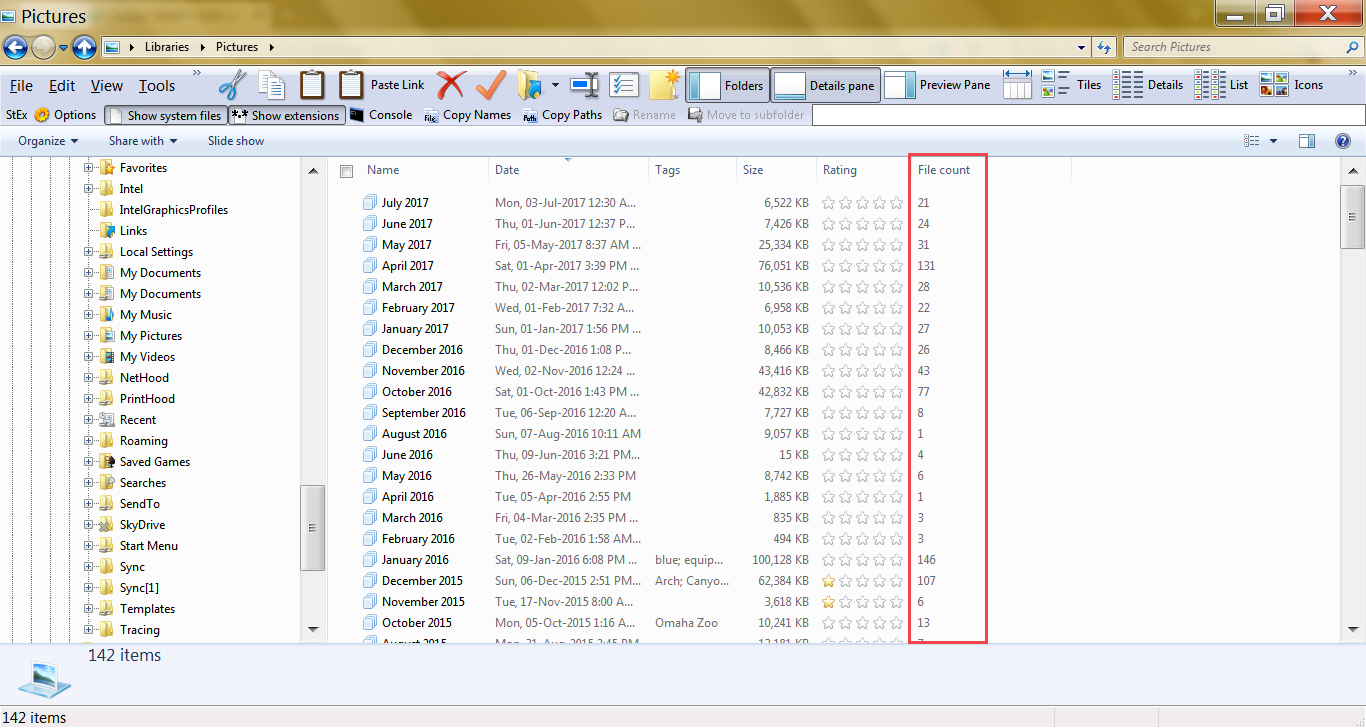 Pictures
Libraries Pictures
Search Pictures
File Edit View Tools » Paste Link Folders Details pane Preview Pane Tiles Details List Icons »
StEx Options Show system files Show extensions Console Copy Names Copy Paths Rename Move to subfolder
Organize Share with Slide show
Favorites
Intel
IntelGraphicsProfiles
Links
Local Settings
My Documents
My Documents
My Music
My Pictures
My Videos
NetHood
PrintHood
Recent
Roaming
Saved Games
Searches
SendTo
SkyDrive
Start Menu
Sync
Sync[1]
Templates
Tracing
Name Date Tags Size Rating File count
July 2017 Mon, 03-Jul-2017 12:30 A... 6,522 KB 21
June 2017 Thu, 01-Jun-2017 12:37 P... 7,426 KB 24
May 2017 Fri, 05-May-2017 8:37 AM ... 25,334 KB 31
April 2017 Sat, 01-Apr-2017 3:39 PM ... 76,051 KB 131
March 2017 Thu, 02-Mar-2017 12:02 P... 10,536 KB 28
February 2017 Wed, 01-Feb-2017 7:32 A... 6,958 KB 22
January 2017 Sun, 01-Jan-2017 1:56 PM ... 10,053 KB 27
December 2016 Thu, 01-Dec-2016 1:08 P... 8,466 KB 26
November 2016 Wed, 02-Nov-2016 12:24 ... 43,416 KB 43
October 2016 Sat, 01-Oct-2016 1:43 PM ... 42,832 KB 77
September 2016 Tue, 06-Sep-2016 12:20 A... 7,727 KB 8
August 2016 Sun, 07-Aug-2016 10:11 AM 9,057 KB 1
June 2016 Thu, 09-Jun-2016 3:21 PM... 15 KB 4
May 2016 Thu, 26-May-2016 2:33 PM 8,742 KB 6
April 2016 Tue, 05-Apr-2016 2:55 PM 1,885 KB 1
March 2016 Fri, 04-Mar-2016 2:35 PM ... 835 KB 3
February 2016 Tue, 02-Feb-2016 1:58 AM... 494 KB 3
January 2016 Sat, 09-Jan-2016 6:08 PM ... blue; equip... 100,128 KB 146
December 2015 Sun, 06-Dec-2015 2:51 PM... Arch; Canyo... 62,384 KB 107
November 2015 Tue, 17-Nov-2015 8:00 A... 3,618 KB 6
October 2015 Mon, 05-Oct-2015 1:16 A... Omaha Zoo 10,241 KB 13
142 items
142 items